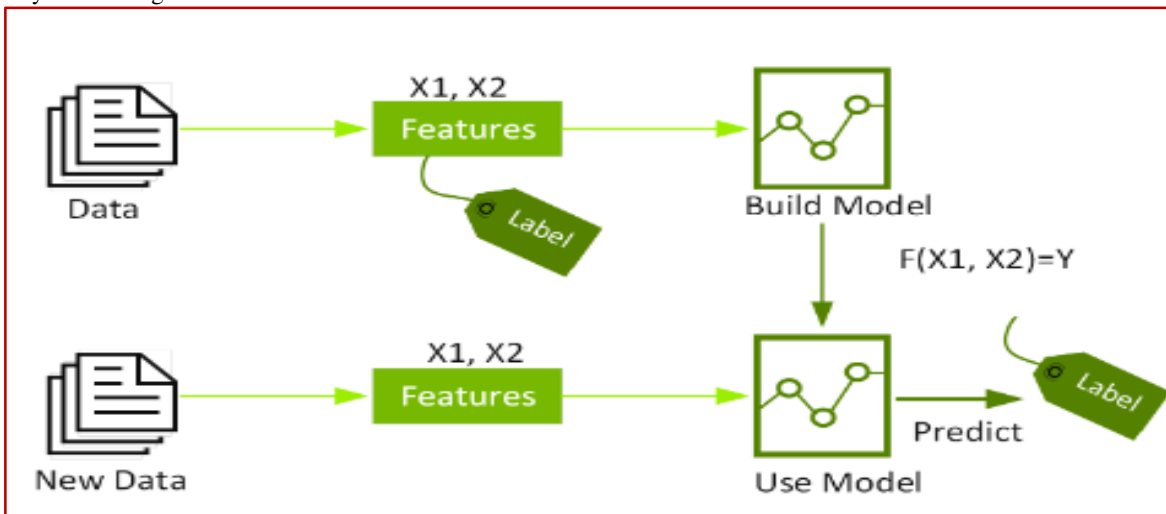 X1, X2
Features
Label
Data
Build Model
F(X1, X2)=Y
X1, X2
Features
Label
Predict
New Data
Use Model